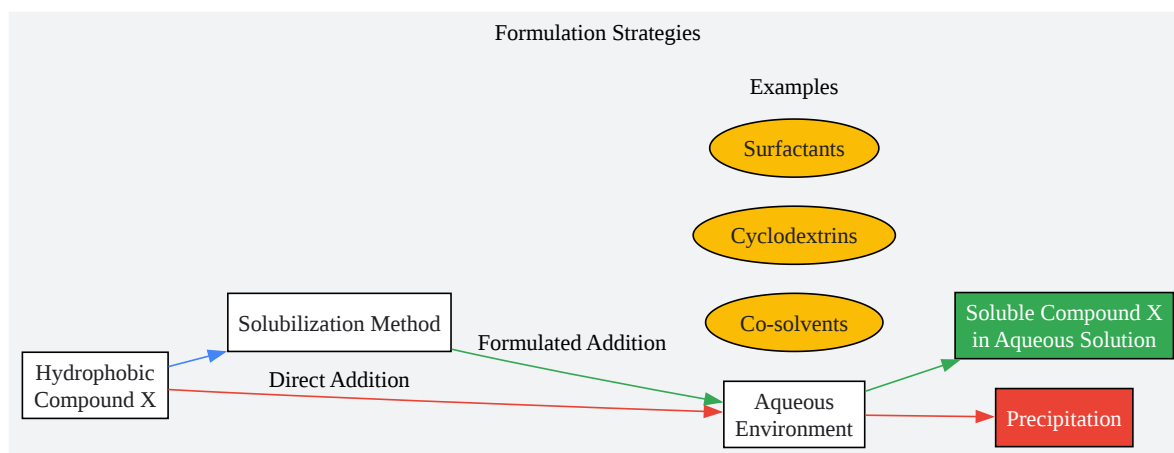 Formulation Strategies
Examples
Surfactants
Cyclodextrins
Co-solvents
Solubilization Method
Formulated Addition
Hydrophobic
Compound X
Direct Addition
Aqueous
Environment
Soluble Compound X
in Aqueous Solution
Precipitation